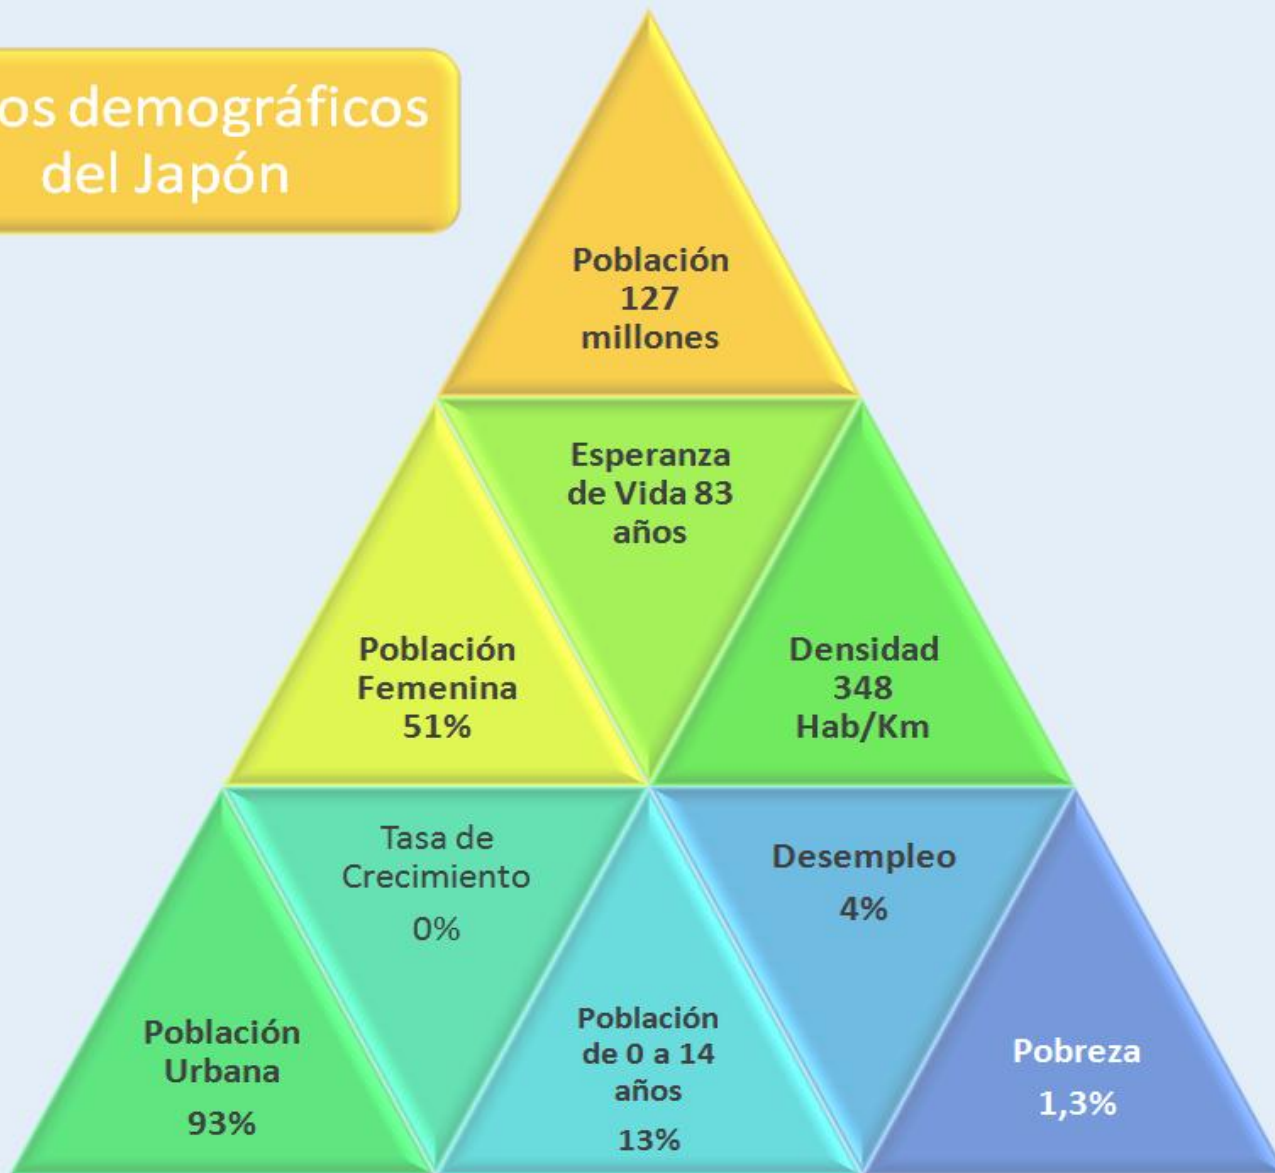 os demográficos
del Japón
Población
127
millones
Esperanza
de Vida 83
años
Población
Femenina
51%
Densidad
348
Hab/Km
Tasa de
Crecimiento
0%
Desempleo
4%
Población
Urbana
93%
Población
de 0 a 14
años
13%
Pobreza
1,3%